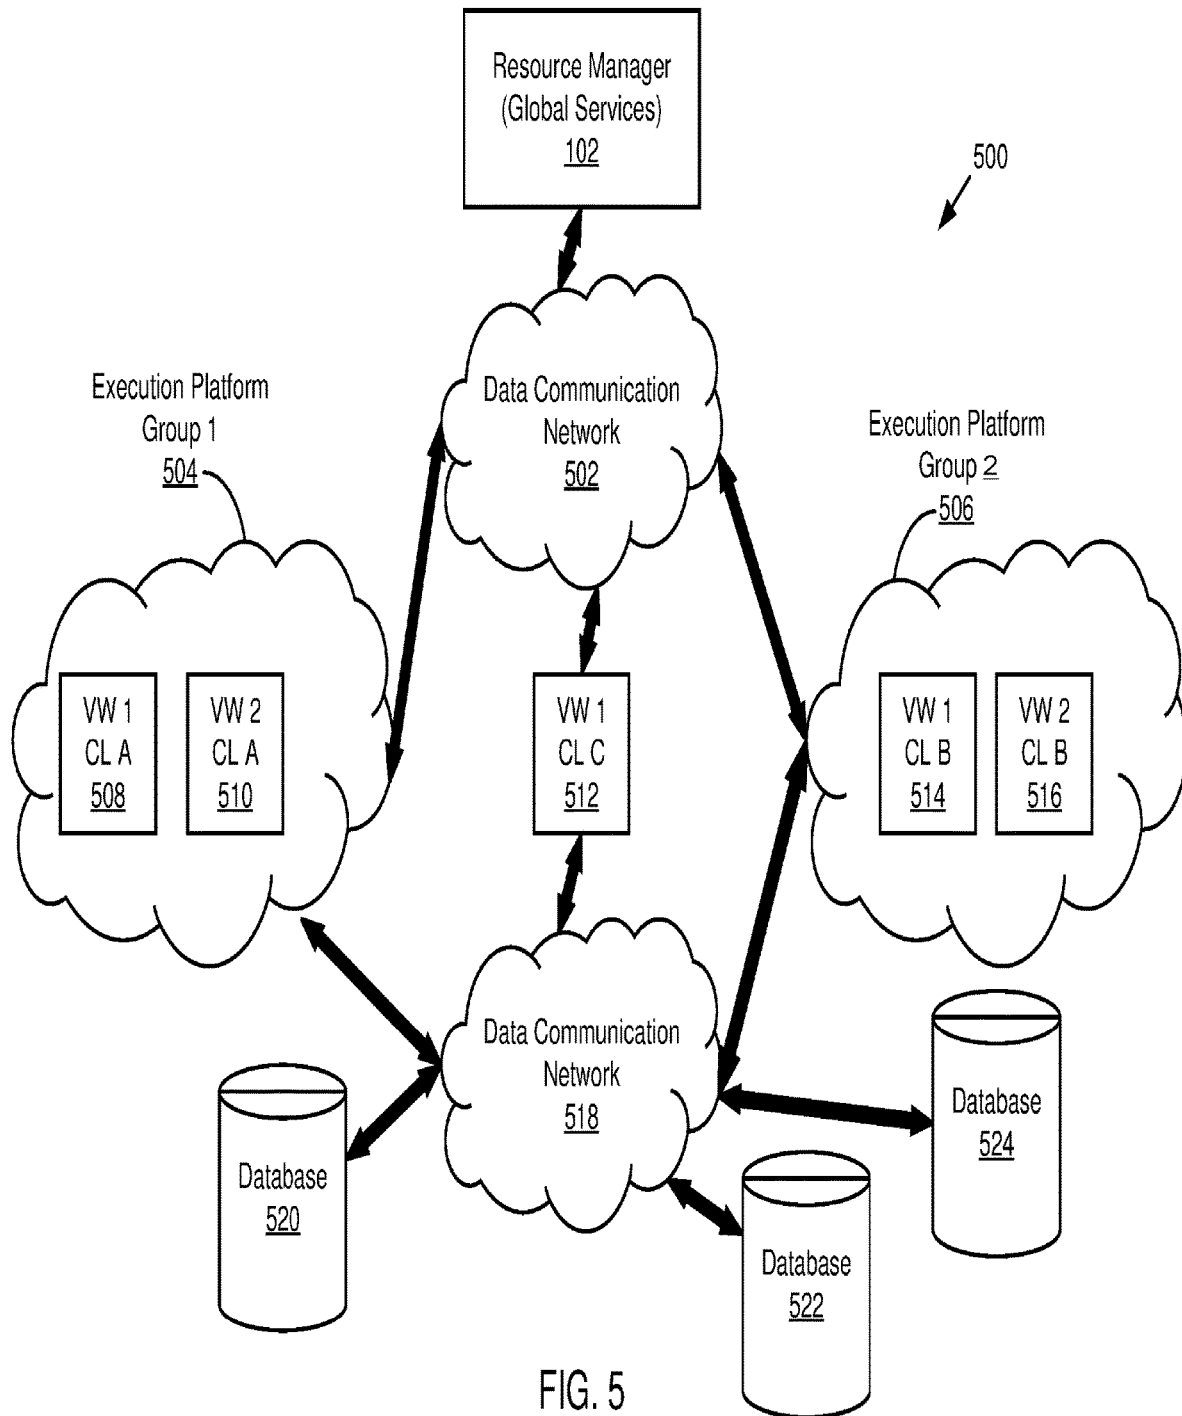 Resource Manager
(Global Services)
102
500
Data Communication
Network
502
Execution Platform
Group 1
504
Execution Platform
Group 2
506
VW 1
CL A
508
VW 2
CL A
510
VW 1
CL C
512
VW 1
CL B
514
VW 2
CL B
516
Data Communication
Network
518
Database
520
Database
522
Database
524
FIG. 5